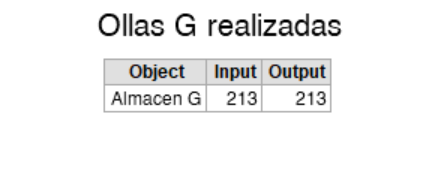 Ollas G realizadas
Object Input Output
Almacen G 213 213